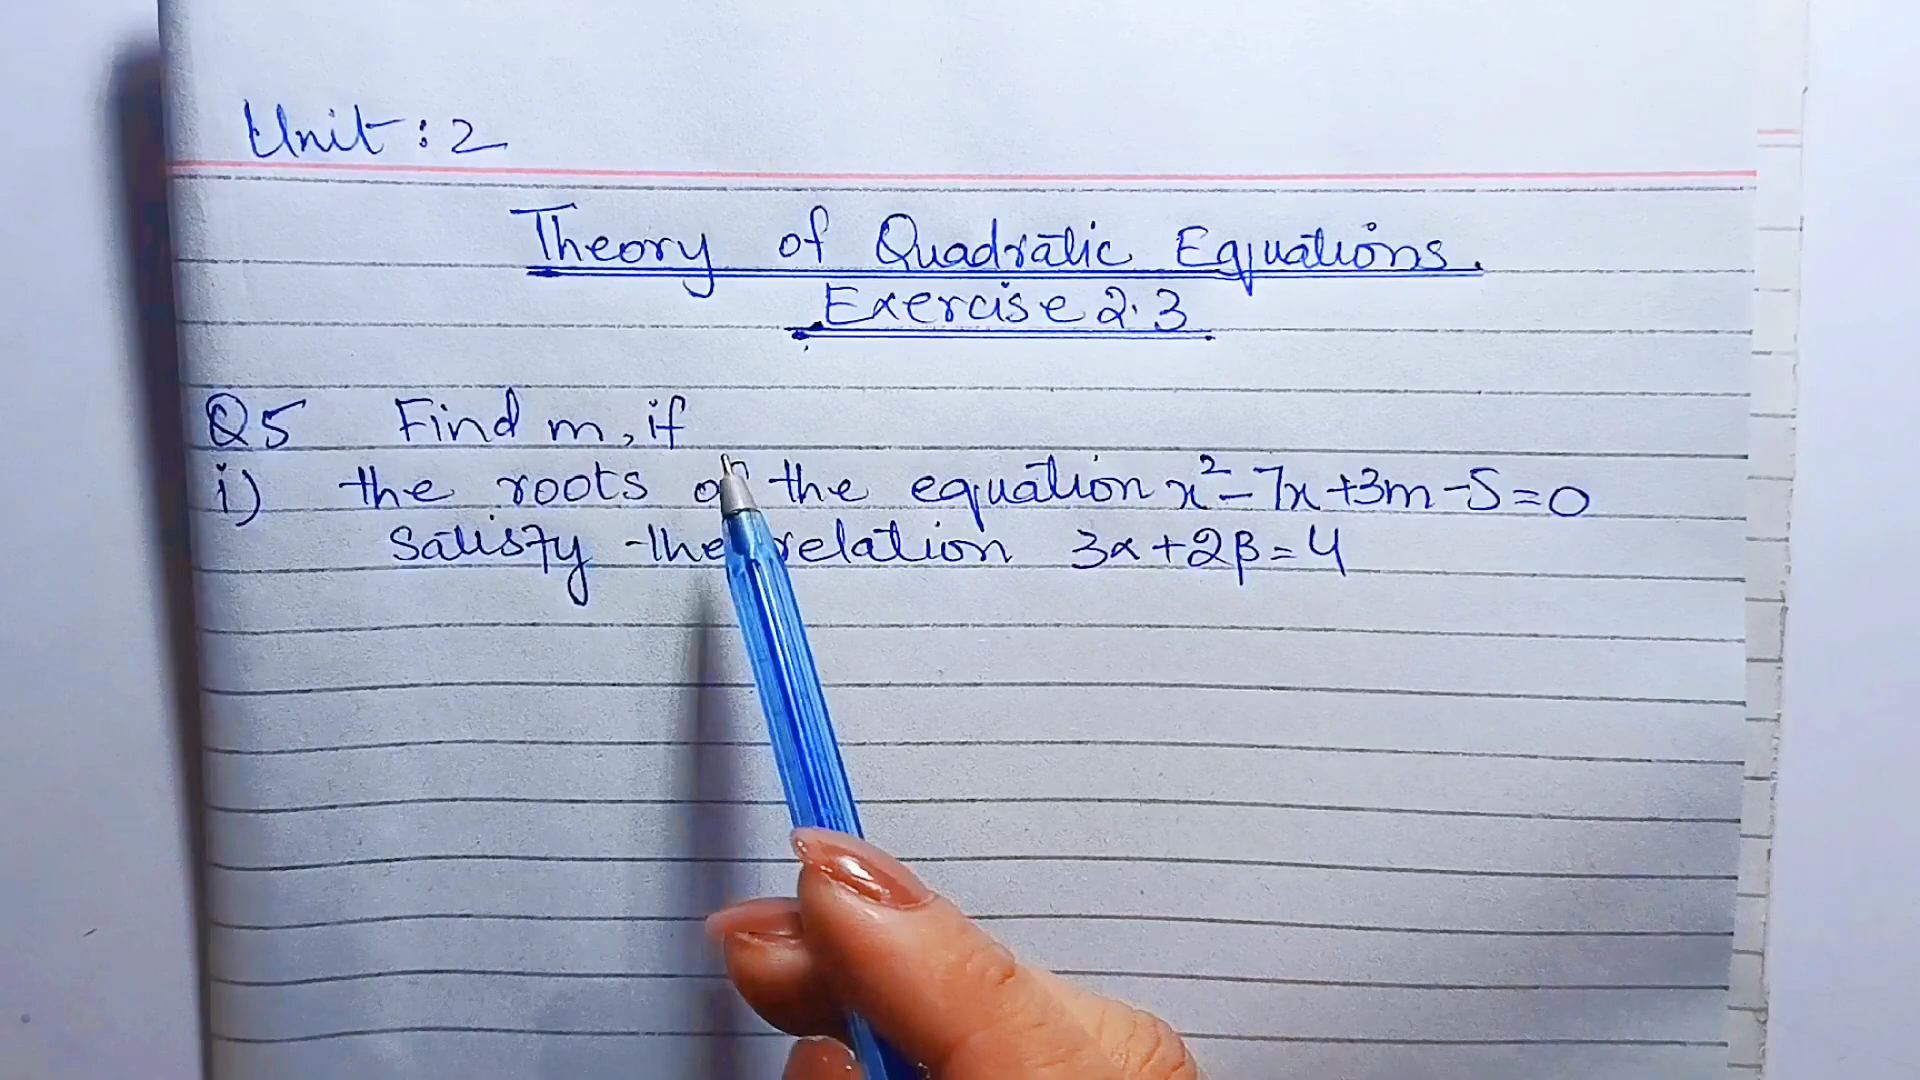 Unit : 2
Theory of Quadratic Equations.
Exercise 2.3
Q5 Find m, if
i) the roots of the equation x² - 7x + 3m - 5 = 0
Satisfy the relation 3α + 2β = 4